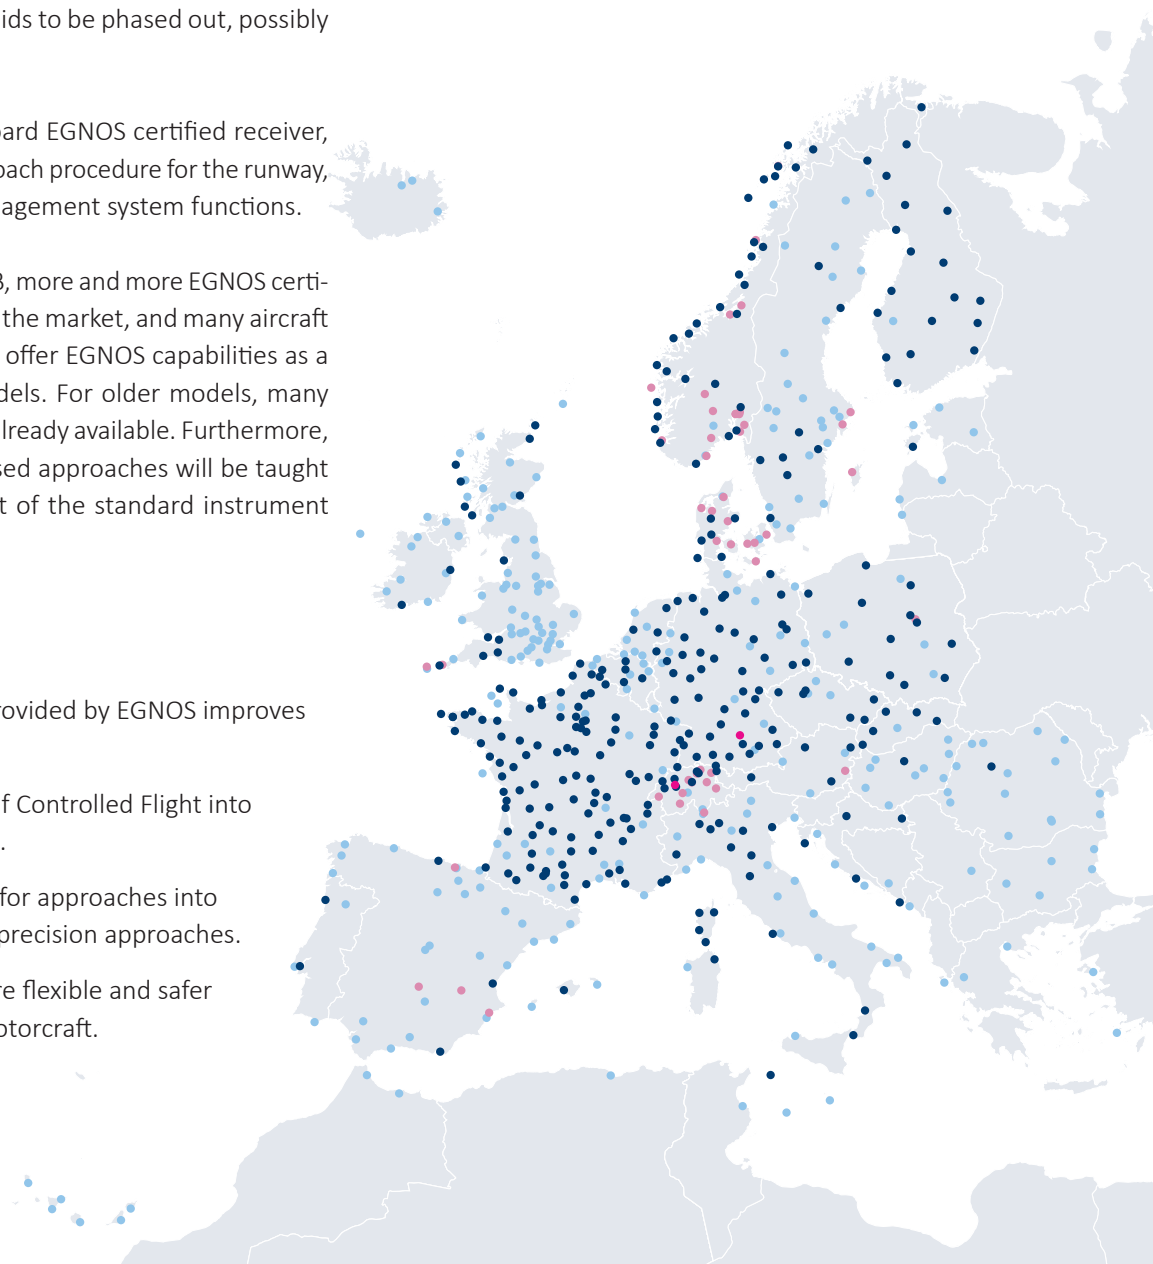 ids to be phased out, possibly
ard EGNOS certified receiver,
oach procedure for the runway,
agement system functions.
, more and more EGNOS certi-
the market, and many aircraft
offer EGNOS capabilities as a
dels. For older models, many
lready available. Furthermore,
sed approaches will be taught
t of the standard instrument
rovided by EGNOS improves
f Controlled Flight into
.
for approaches into
precision approaches.
re flexible and safer
otorcraft.